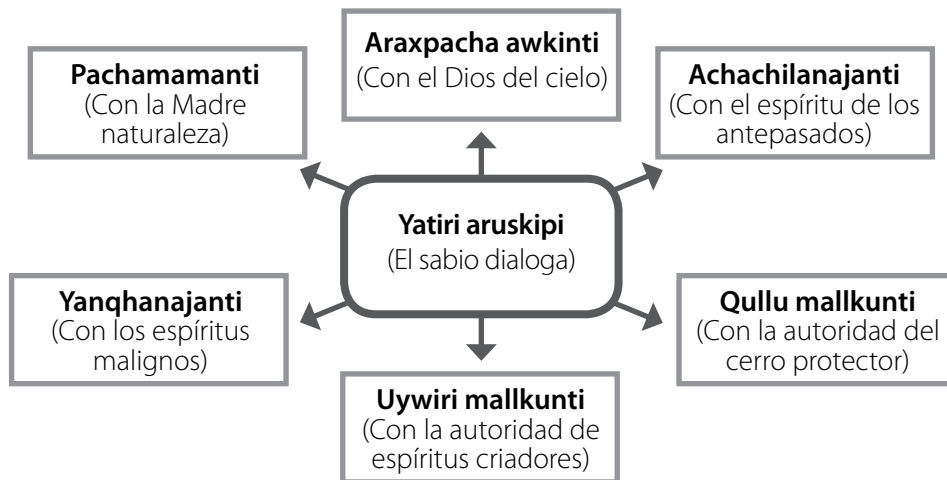 Araxpacha awkinti
(Con el Dios del cielo)
Pachamamanti
(Con la Madre
naturaleza)
Achachilanajanti
(Con el espíritu de los
antepasados)
Yatiri aruskipi
(El sabio dialoga)
Yanqhanajanti
(Con los espíritus
malignos)
Qullu mallkunti
(Con la autoridad del
cerro protector)
Uywiri mallkunti
(Con la autoridad de
espíritus criadores)